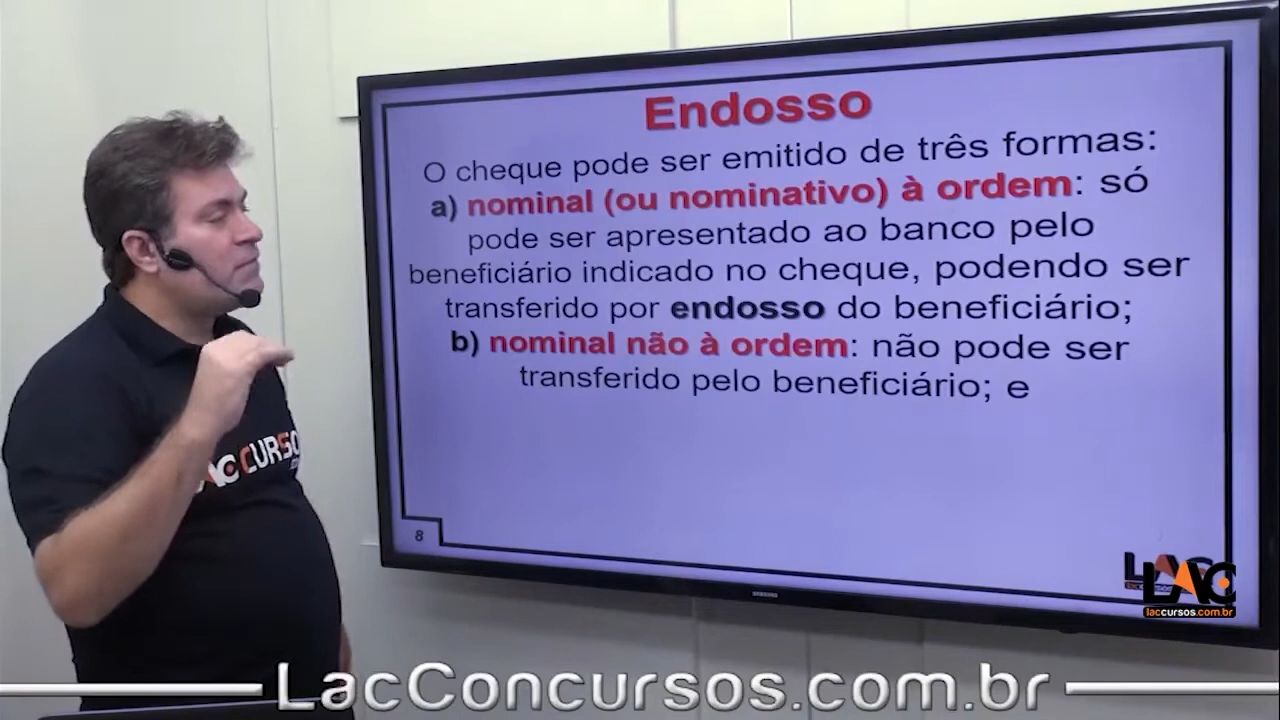 Endosso
O cheque pode ser emitido de três formas:
a) nominal (ou nominativo) à ordem: só
pode ser apresentado ao banco pelo
beneficiário indicado no cheque, podendo ser
transferido por endosso do beneficiário;
b) nominal não à ordem: não pode ser
transferido pelo beneficiário; e
8
SAMSUNG
LAC
laccursos.com.br
LAC CURSOS
LacConcursos.com.br